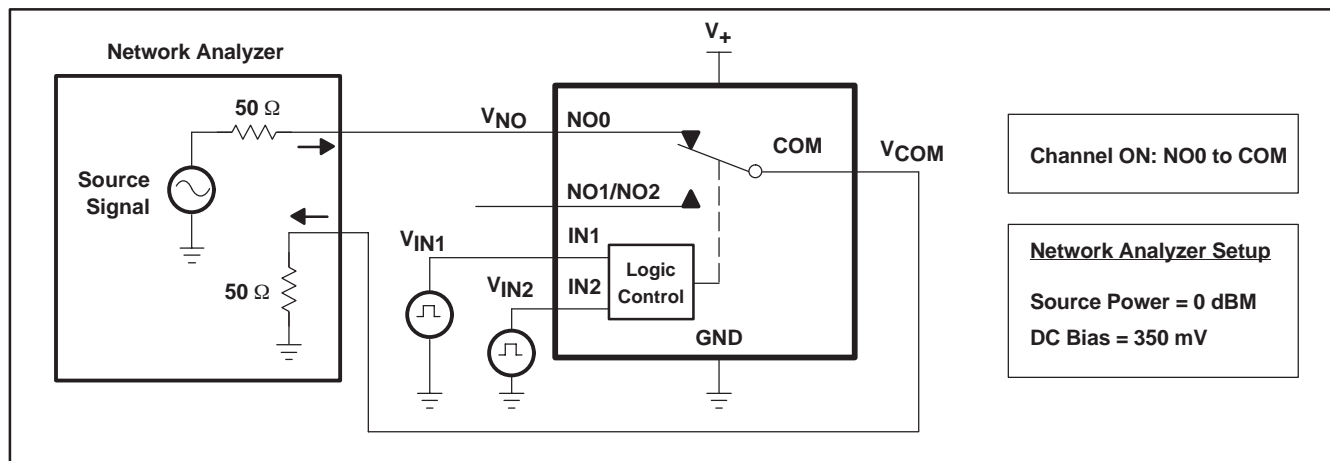 Network Analyzer
50 Ω
Source
Signal
50 Ω
V+
VNO
NO0
COM
VCOM
NO1/NO2
VIN1
IN1
VIN2
IN2
Logic
Control
GND
Channel ON: NO0 to COM
Network Analyzer Setup
Source Power = 0 dBM
DC Bias = 350 mV